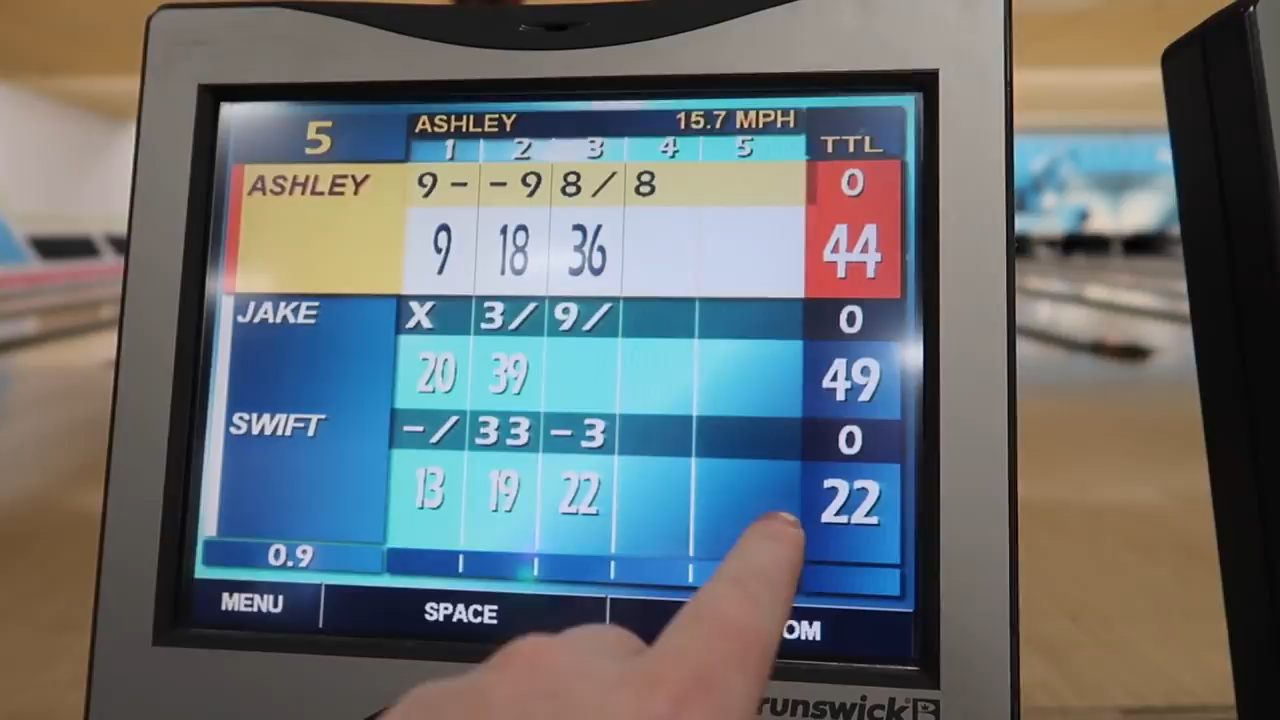 5 ASHLEY 15.7 MPH
1 2 3 4 5 TTL
ASHLEY 9 - - 9 8 / 8 0
9 18 36 44
JAKE X 3 / 9 / 0
20 39 49
SWIFT - / 3 3 - 3 0
13 19 22 22
0.9
MENU SPACE OM
runswick B